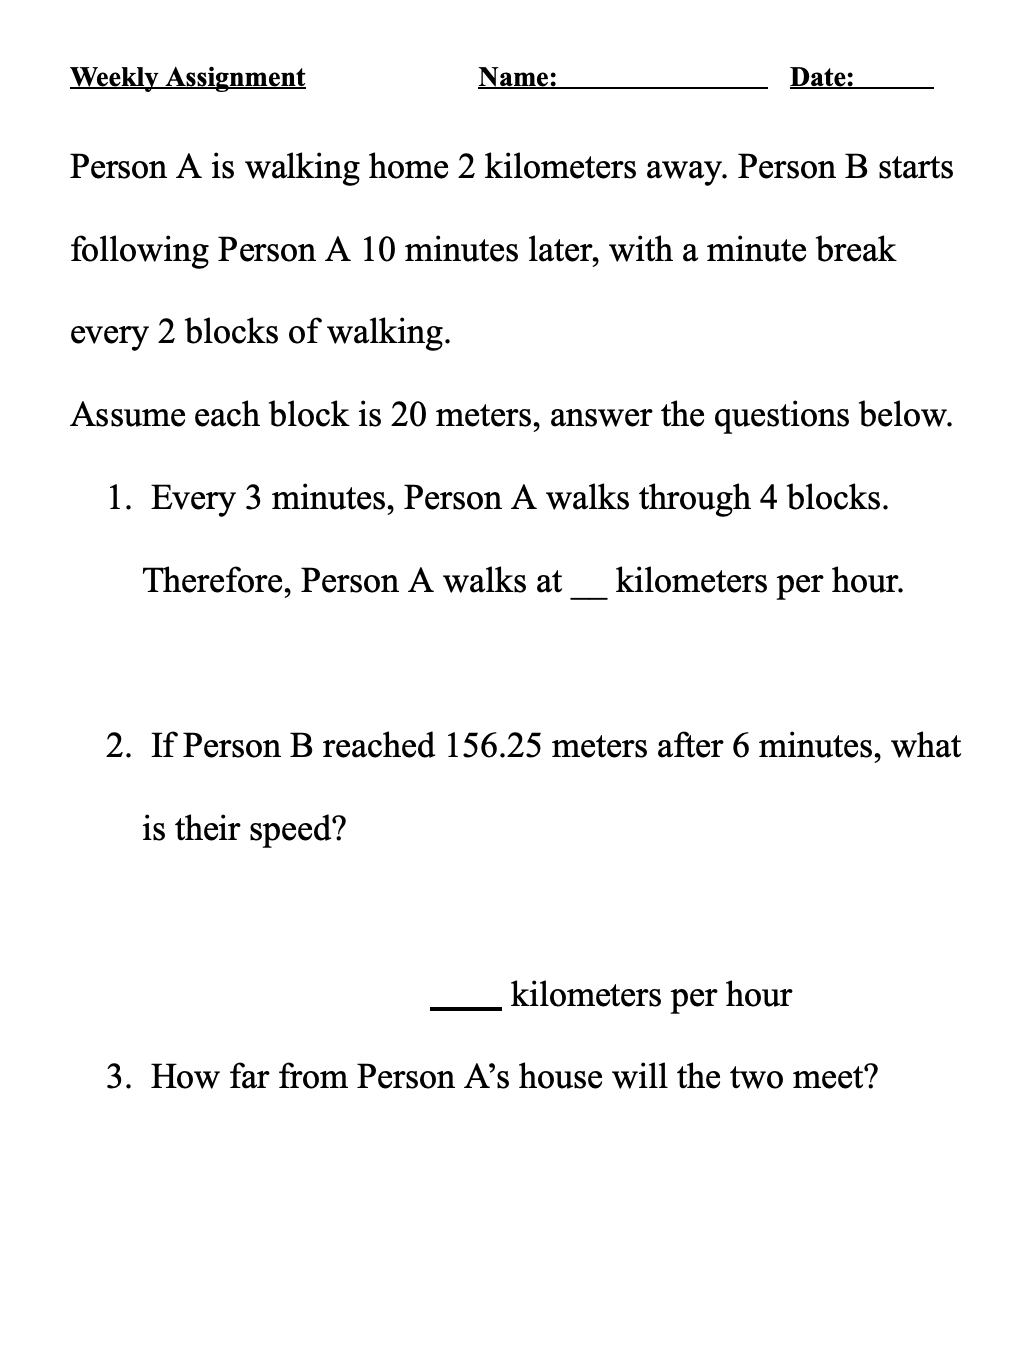 Weekly Assignment Name:________________ Date:______
Person A is walking home 2 kilometers away. Person B starts
following Person A 10 minutes later, with a minute break
every 2 blocks of walking.
Assume each block is 20 meters, answer the questions below.
1. Every 3 minutes, Person A walks through 4 blocks.
Therefore, Person A walks at __ kilometers per hour.
2. If Person B reached 156.25 meters after 6 minutes, what
is their speed?
____ kilometers per hour
3. How far from Person A’s house will the two meet?